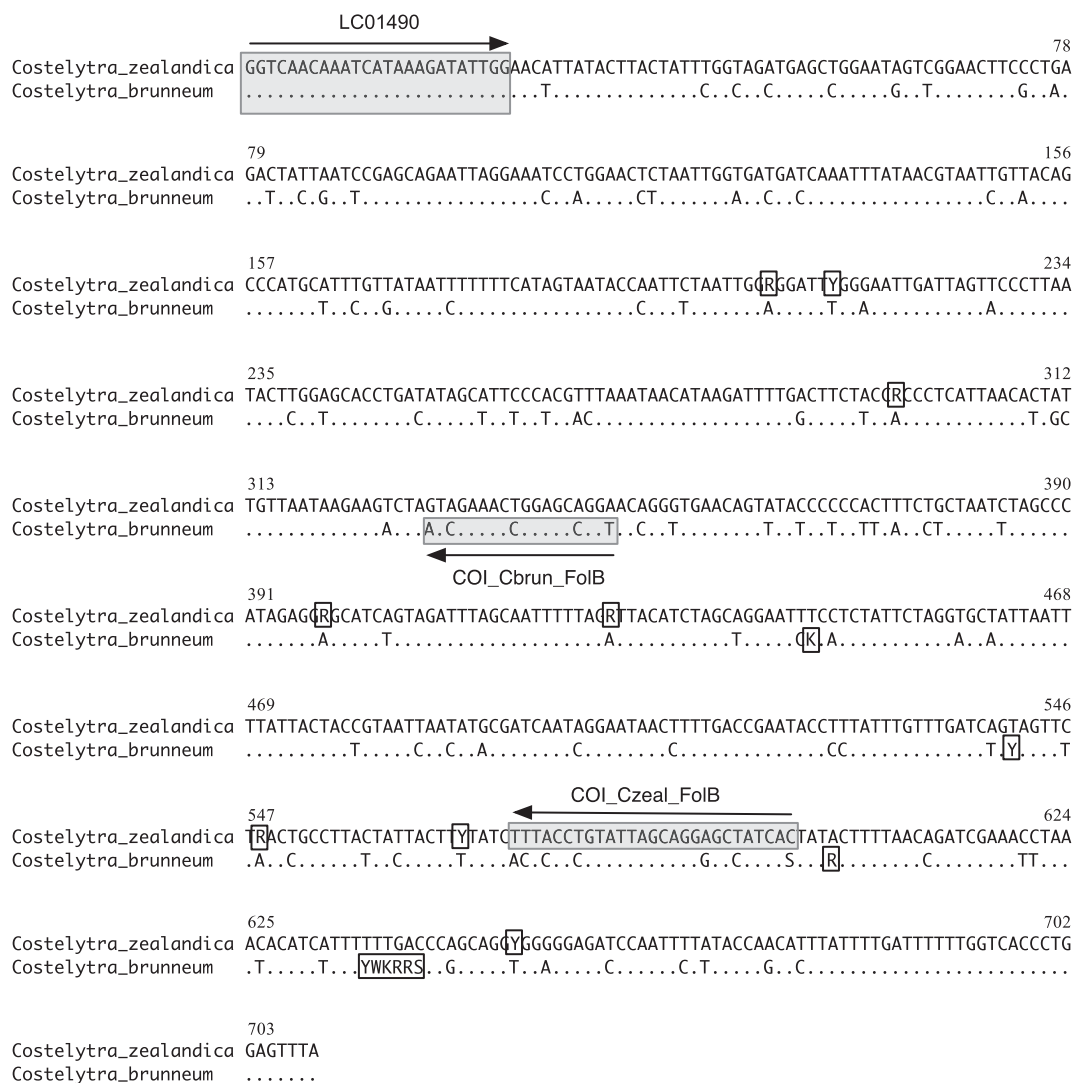 LC01490
78
Costelytra_zealandica GGTCAACAAATCATAAAGATATTGGAACATTATACTTACTATTTGGTAGATGAGCTGGAATAGTCGGAACTTCCCTGA
Costelytra_brunneum ............................T..............C..C..C.....C.....G..T........G..A.
79 156
Costelytra_zealandica GACTATTAATCCGAGCAGAATTAGGAAATCCTGGAACTCTAATTGGTGATGATCAAATTTATAACGTAATTGTTACAG
Costelytra_brunneum ..T..C.G..T.................C..A.....CT.......A..C..C.................C..A....
157 234
Costelytra_zealandica CCCATGCATTTGTTATAATTTTTTTCATAGTAATACCAATTCTAATTGGRGGATTYGGGAATTGATTAGTTCCCTTAA
Costelytra_brunneum .......T..C..G.....C.................C...T.......A.....T..A...........A.......
235 312
Costelytra_zealandica TACTTGGAGCACCTGATATAGCATTCCCACGTTTAAATAACATAAGATTTTGACTTCTACCRCCCTCATTAACACTAT
Costelytra_brunneum ....C..T........C.....T..T..T..AC...................G.....T..A............T.GC
313 390
Costelytra_zealandica TGTTAATAAGAAGTCTAGTAGAAACTGGAGCAGGAACAGGGTGAACAGTATACCCCCCACTTTCTGCTAATCTAGCCC
Costelytra_brunneum .............A...A.C.....C.....C..T..C..T........T..T..T..TT.A..CT.....T......
COI_Cbrun_FolB
391 468
Costelytra_zealandica ATAGAGGRGCATCAGTAGATTTAGCAATTTTTAGRTTACATCTAGCAGGAATTTCCTCTATTCTAGGTGCTATTAATT
Costelytra_brunneum .......A.....T....................A...........T.....CK.A...........A..A.......
469 546
Costelytra_zealandica TTATTACTACCGTAATTAATATGCGATCAATAGGAATAACTTTTGACCGAATACCTTTATTTGTTTGATCAGTAGTTC
Costelytra_brunneum ..........T.....C..C..A........C........C..............CC.............T.Y....T
COI_Czeal_FolB
547 624
Costelytra_zealandica TRACTGCCTTACTATTACTTYTATCTTTACCTGTATTAGCAGGAGCTATCACTATACTTTTAACAGATCGAAACCTAA
Costelytra_brunneum .A..C......T..C.....T....AC.C..C...........G..C....S...R........C........TT...
625 702
Costelytra_zealandica ACACATCATTTTTTGACCCAGCAGGYGGGGGAGATCCAATTTTATACCAACATTTATTTTGATTTTTTGGTCACCCTG
Costelytra_brunneum .T.....T...YWKRRS..G.....T..A.....C......C.T.....G..C.........................
703
Costelytra_zealandica GAGTTTA
Costelytra_brunneum .......